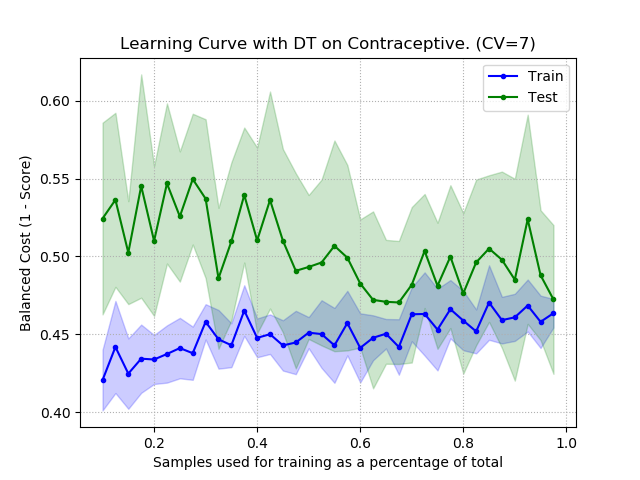 Learning Curve with DT on Contraceptive. (CV=7)
Train
Test
Balanced Cost (1 - Score)
0.60
0.55
0.50
0.45
0.40
0.2 0.4 0.6 0.8 1.0
Samples used for training as a percentage of total